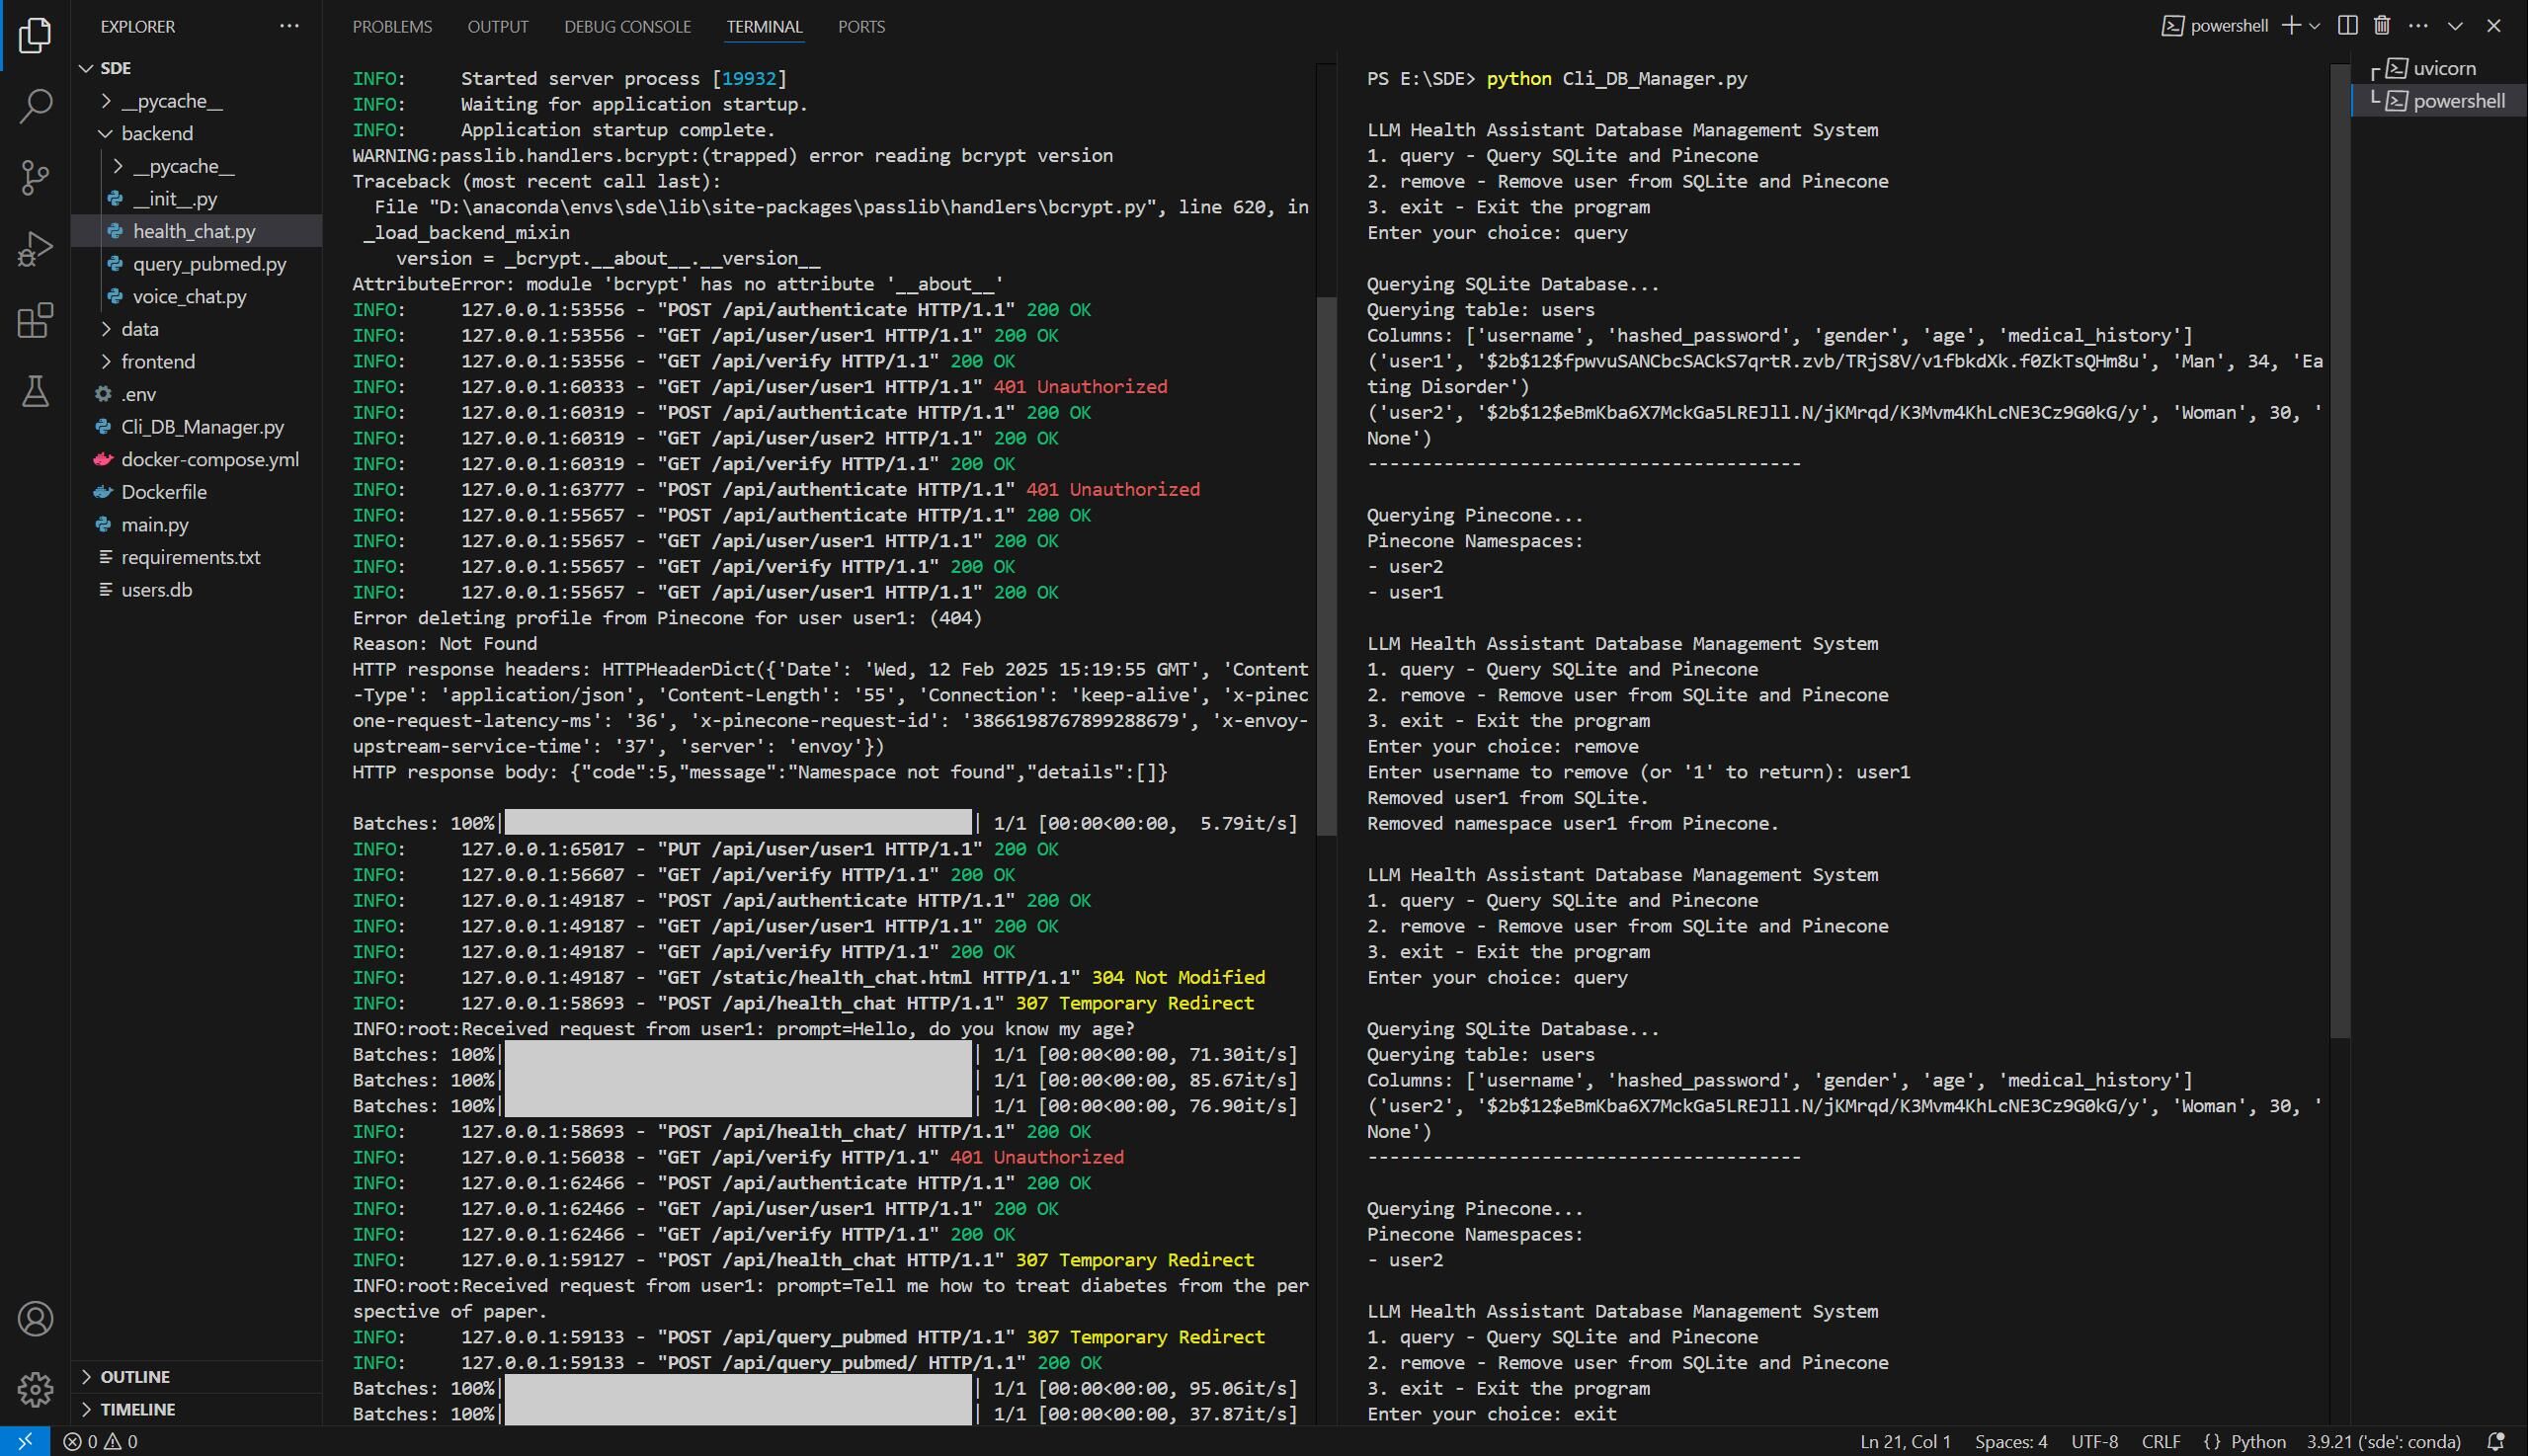 EXPLORER
SDE
__pycache__
backend
__pycache__
__init__.py
health_chat.py
query_pubmed.py
voice_chat.py
data
frontend
.env
Cli_DB_Manager.py
docker-compose.yml
Dockerfile
main.py
requirements.txt
users.db
OUTLINE
TIMELINE
PROBLEMS OUTPUT DEBUG CONSOLE TERMINAL PORTS
powershell
INFO:     Started server process [19932]
INFO:     Waiting for application startup.
INFO:     Application startup complete.
WARNING:passlib.handlers.bcrypt:(trapped) error reading bcrypt version
Traceback (most recent call last):
  File "D:\anaconda\envs\sde\lib\site-packages\passlib\handlers\bcrypt.py", line 620, in
 _load_backend_mixin
    version = _bcrypt.__about__.__version__
AttributeError: module 'bcrypt' has no attribute '__about__'
INFO:     127.0.0.1:53556 - "POST /api/authenticate HTTP/1.1" 200 OK
INFO:     127.0.0.1:53556 - "GET /api/user/user1 HTTP/1.1" 200 OK
INFO:     127.0.0.1:53556 - "GET /api/verify HTTP/1.1" 200 OK
INFO:     127.0.0.1:60333 - "GET /api/user/user1 HTTP/1.1" 401 Unauthorized
INFO:     127.0.0.1:60319 - "POST /api/authenticate HTTP/1.1" 200 OK
INFO:     127.0.0.1:60319 - "GET /api/user/user2 HTTP/1.1" 200 OK
INFO:     127.0.0.1:60319 - "GET /api/verify HTTP/1.1" 200 OK
INFO:     127.0.0.1:63777 - "POST /api/authenticate HTTP/1.1" 401 Unauthorized
INFO:     127.0.0.1:55657 - "POST /api/authenticate HTTP/1.1" 200 OK
INFO:     127.0.0.1:55657 - "GET /api/user/user1 HTTP/1.1" 200 OK
INFO:     127.0.0.1:55657 - "GET /api/verify HTTP/1.1" 200 OK
INFO:     127.0.0.1:55657 - "GET /api/user/user1 HTTP/1.1" 200 OK
Error deleting profile from Pinecone for user user1: (404)
Reason: Not Found
HTTP response headers: HTTPHeaderDict({'Date': 'Wed, 12 Feb 2025 15:19:55 GMT', 'Content
-Type': 'application/json', 'Content-Length': '55', 'Connection': 'keep-alive', 'x-pinec
one-request-latency-ms': '36', 'x-pinecone-request-id': '3866198767899288679', 'x-envoy-
upstream-service-time': '37', 'server': 'envoy'})
HTTP response body: {"code":5,"message":"Namespace not found","details":[]}
Batches: 100%| | 1/1 [00:00<00:00,  5.79it/s]
INFO:     127.0.0.1:65017 - "PUT /api/user/user1 HTTP/1.1" 200 OK
INFO:     127.0.0.1:56607 - "GET /api/verify HTTP/1.1" 200 OK
INFO:     127.0.0.1:49187 - "POST /api/authenticate HTTP/1.1" 200 OK
INFO:     127.0.0.1:49187 - "GET /api/user/user1 HTTP/1.1" 200 OK
INFO:     127.0.0.1:49187 - "GET /api/verify HTTP/1.1" 200 OK
INFO:     127.0.0.1:49187 - "GET /static/health_chat.html HTTP/1.1" 304 Not Modified
INFO:     127.0.0.1:58693 - "POST /api/health_chat HTTP/1.1" 307 Temporary Redirect
INFO:root:Received request from user1: prompt=Hello, do you know my age?
Batches: 100%| | 1/1 [00:00<00:00, 71.30it/s]
Batches: 100%| | 1/1 [00:00<00:00, 85.67it/s]
Batches: 100%| | 1/1 [00:00<00:00, 76.90it/s]
INFO:     127.0.0.1:58693 - "POST /api/health_chat/ HTTP/1.1" 200 OK
INFO:     127.0.0.1:56038 - "GET /api/verify HTTP/1.1" 401 Unauthorized
INFO:     127.0.0.1:62466 - "POST /api/authenticate HTTP/1.1" 200 OK
INFO:     127.0.0.1:62466 - "GET /api/user/user1 HTTP/1.1" 200 OK
INFO:     127.0.0.1:62466 - "GET /api/verify HTTP/1.1" 200 OK
INFO:     127.0.0.1:59127 - "POST /api/health_chat HTTP/1.1" 307 Temporary Redirect
INFO:root:Received request from user1: prompt=Tell me how to treat diabetes from the per
spective of paper.
INFO:     127.0.0.1:59133 - "POST /api/query_pubmed HTTP/1.1" 307 Temporary Redirect
INFO:     127.0.0.1:59133 - "POST /api/query_pubmed/ HTTP/1.1" 200 OK
Batches: 100%| | 1/1 [00:00<00:00, 95.06it/s]
Batches: 100%| | 1/1 [00:00<00:00, 37.87it/s]
PS E:\SDE> python Cli_DB_Manager.py
LLM Health Assistant Database Management System
1. query - Query SQLite and Pinecone
2. remove - Remove user from SQLite and Pinecone
3. exit - Exit the program
Enter your choice: query
Querying SQLite Database...
Querying table: users
Columns: ['username', 'hashed_password', 'gender', 'age', 'medical_history']
('user1', '$2b$12$fpwvuSANCbcSACkS7qrtR.zvb/TRjS8V/v1fbkdXk.f0ZkTsQHm8u', 'Man', 34, 'Ea
ting Disorder')
('user2', '$2b$12$eBmKba6X7MckGa5LREJll.N/jKMrqd/K3Mvm4KhLcNE3Cz9G0kG/y', 'Woman', 30, '
None')
----------------------------------------
Querying Pinecone...
Pinecone Namespaces:
- user2
- user1
LLM Health Assistant Database Management System
1. query - Query SQLite and Pinecone
2. remove - Remove user from SQLite and Pinecone
3. exit - Exit the program
Enter your choice: remove
Enter username to remove (or '1' to return): user1
Removed user1 from SQLite.
Removed namespace user1 from Pinecone.
LLM Health Assistant Database Management System
1. query - Query SQLite and Pinecone
2. remove - Remove user from SQLite and Pinecone
3. exit - Exit the program
Enter your choice: query
Querying SQLite Database...
Querying table: users
Columns: ['username', 'hashed_password', 'gender', 'age', 'medical_history']
('user2', '$2b$12$eBmKba6X7MckGa5LREJll.N/jKMrqd/K3Mvm4KhLcNE3Cz9G0kG/y', 'Woman', 30, '
None')
----------------------------------------
Querying Pinecone...
Pinecone Namespaces:
- user2
LLM Health Assistant Database Management System
1. query - Query SQLite and Pinecone
2. remove - Remove user from SQLite and Pinecone
3. exit - Exit the program
Enter your choice: exit
uvicorn
powershell
0 0
Ln 21, Col 1 Spaces: 4 UTF-8 CRLF {} Python 3.9.21 ('sde': conda)